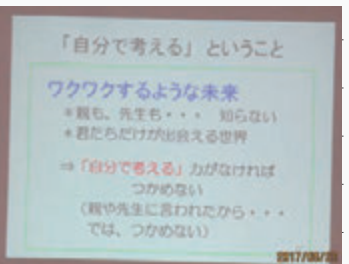 「自分で考える」ということ
ワクワクするような未来
＊親も、先生も・・・　知らない
＊君たちだけが出会える世界
⇒「自分で考える」力がなければ
つかめない
（親や先生に言われたから・・・
では、つかめない）